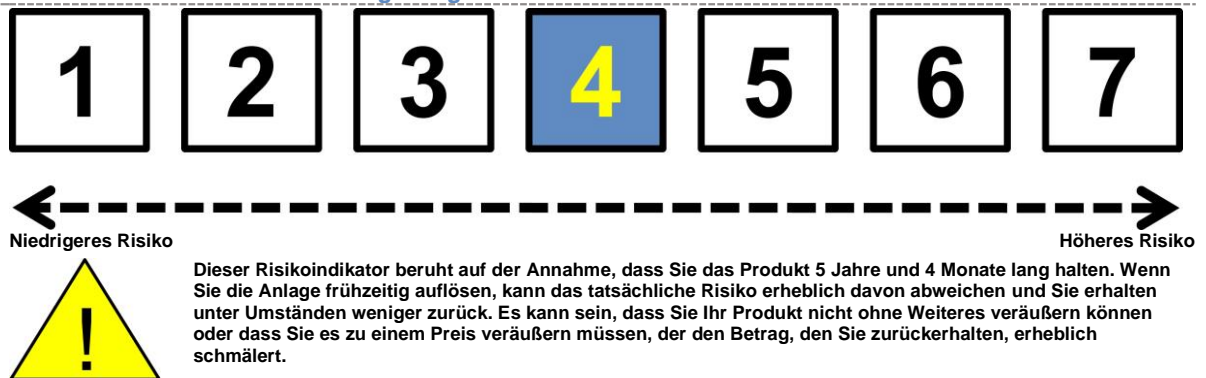 1 2 3 4 5 6 7
Niedrigeres Risiko Höheres Risiko
Dieser Risikoindikator beruht auf der Annahme, dass Sie das Produkt 5 Jahre und 4 Monate lang halten. Wenn
Sie die Anlage frühzeitig auflösen, kann das tatsächliche Risiko erheblich davon abweichen und Sie erhalten
unter Umständen weniger zurück. Es kann sein, dass Sie Ihr Produkt nicht ohne Weiteres veräußern können
oder dass Sie es zu einem Preis veräußern müssen, der den Betrag, den Sie zurückerhalten, erheblich
schmälert.
!